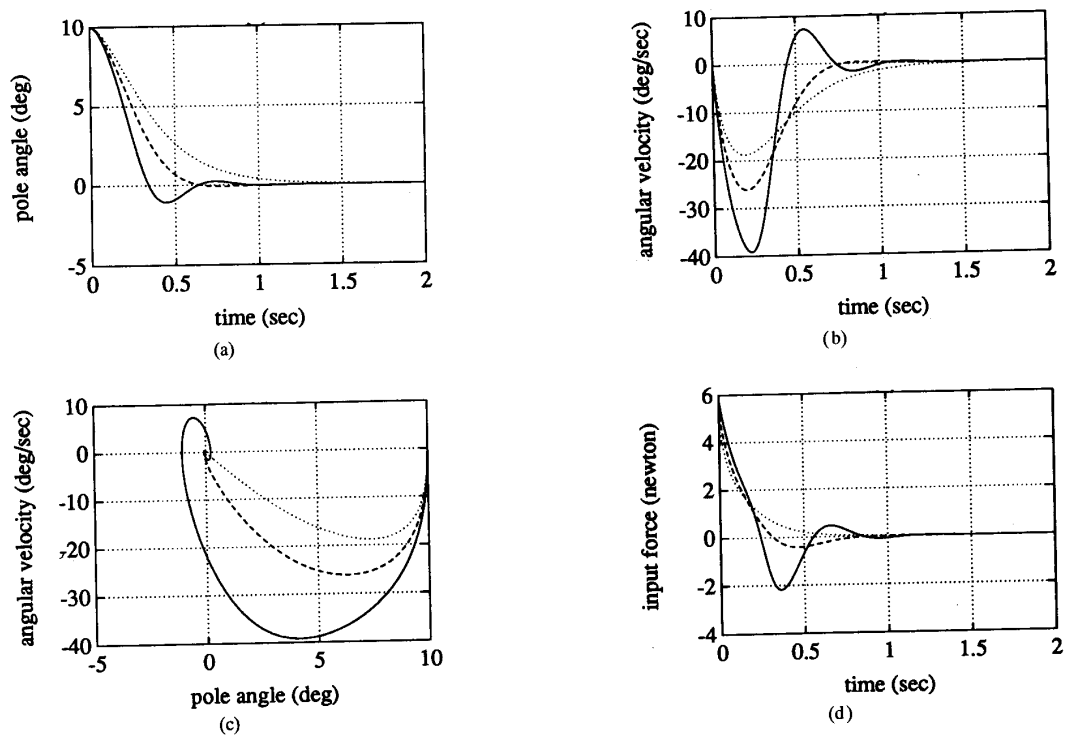 10
5
0
-5
0 0.5 1 1.5 2
pole angle (deg)
time (sec)
(a)
10
0
-10
-20
-30
-40
0 0.5 1 1.5 2
angular velocity (deg/sec)
time (sec)
(b)
10
0
-10
-20
-30
-40
-5 0 5 10
angular velocity (deg/sec)
pole angle (deg)
(c)
6
4
2
0
-2
-4
0 0.5 1 1.5 2
input force (newton)
time (sec)
(d)